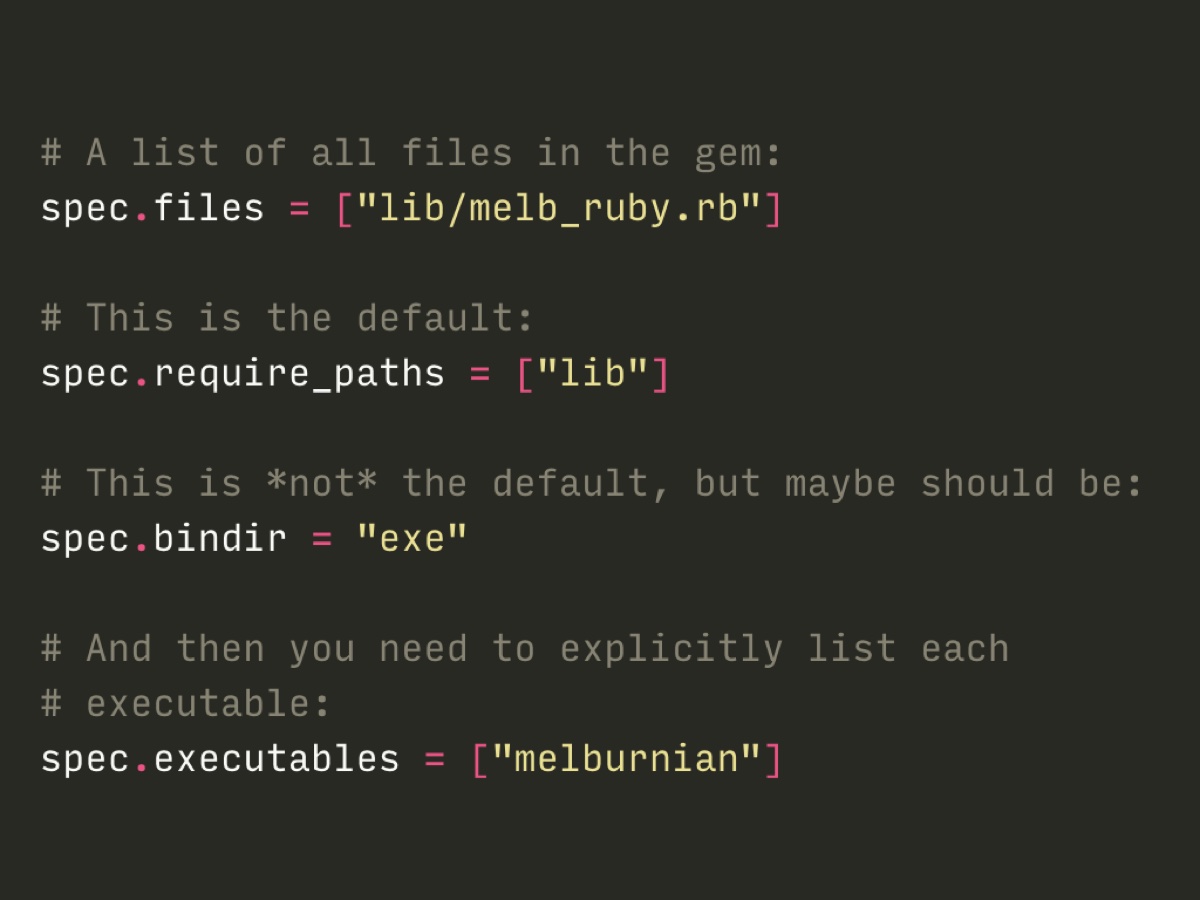 # A list of all files in the gem:
spec.files = ["lib/melb_ruby.rb"]
# This is the default:
spec.require_paths = ["lib"]
# This is *not* the default, but maybe should be:
spec.bindir = "exe"
# And then you need to explicitly list each
# executable:
spec.executables = ["melburnian"]